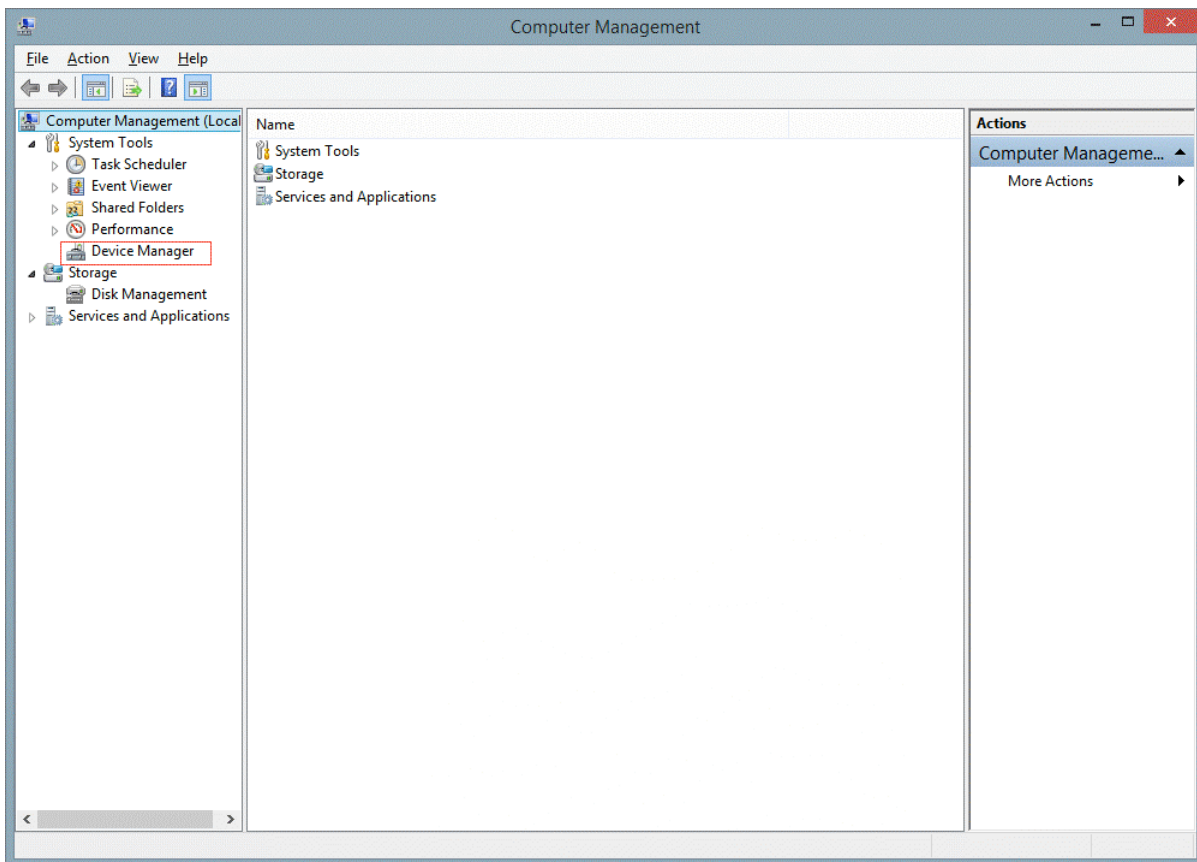 Computer Management
File Action View Help
Computer Management (Local
System Tools
Task Scheduler
Event Viewer
Shared Folders
Performance
Device Manager
Storage
Disk Management
Services and Applications
Name
System Tools
Storage
Services and Applications
Actions
Computer Manageme...
More Actions